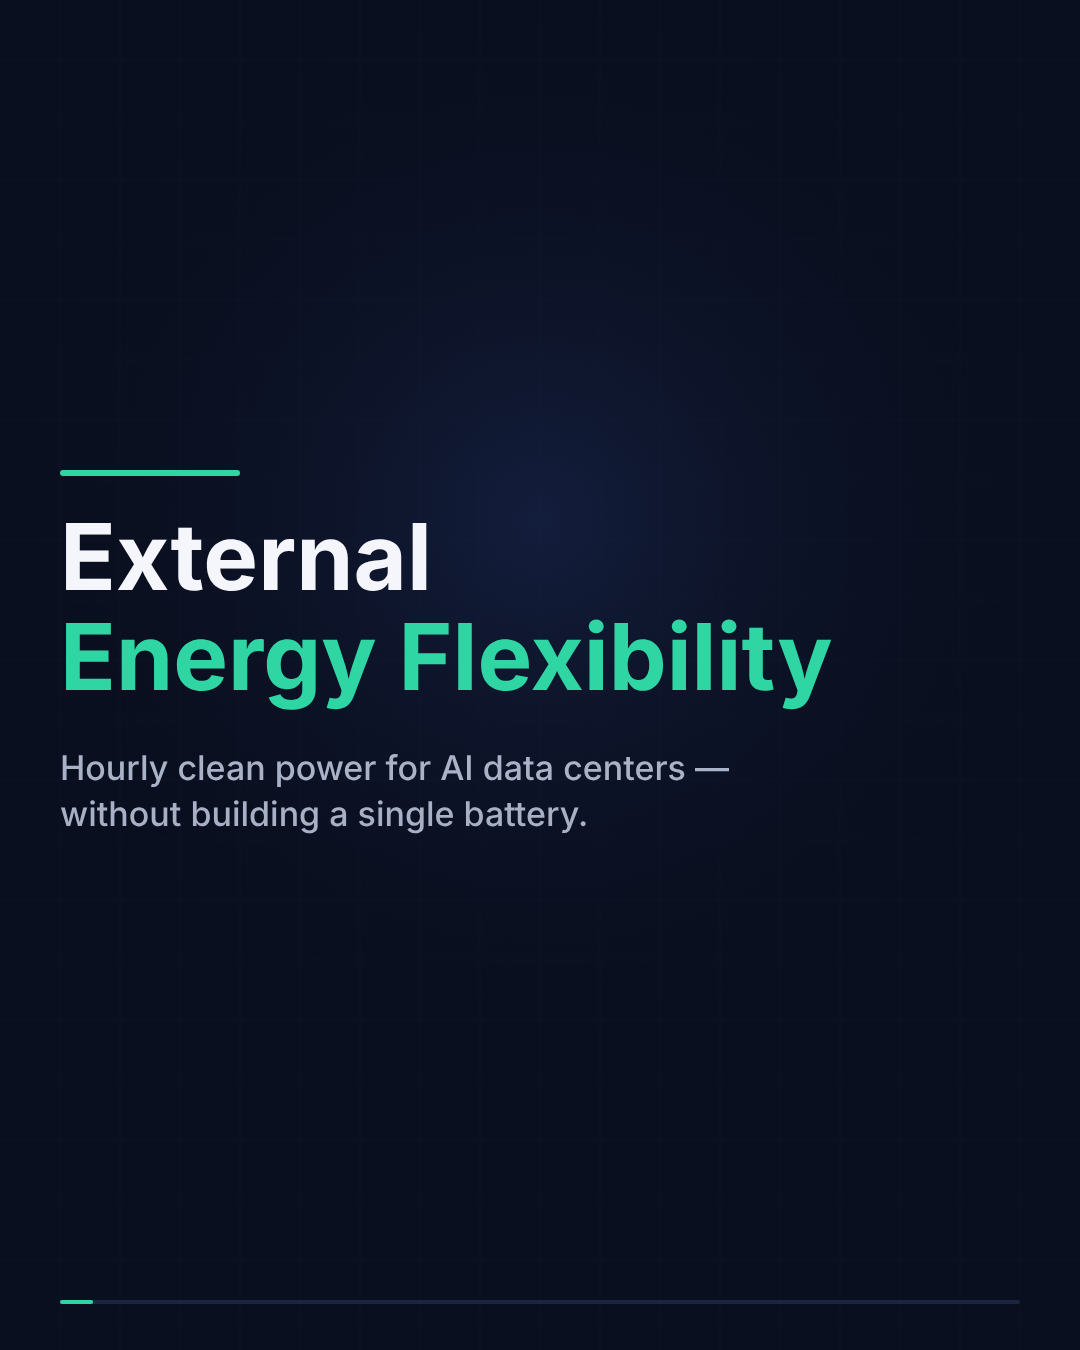 External
Energy Flexibility
Hourly clean power for AI data centers —
without building a single battery.